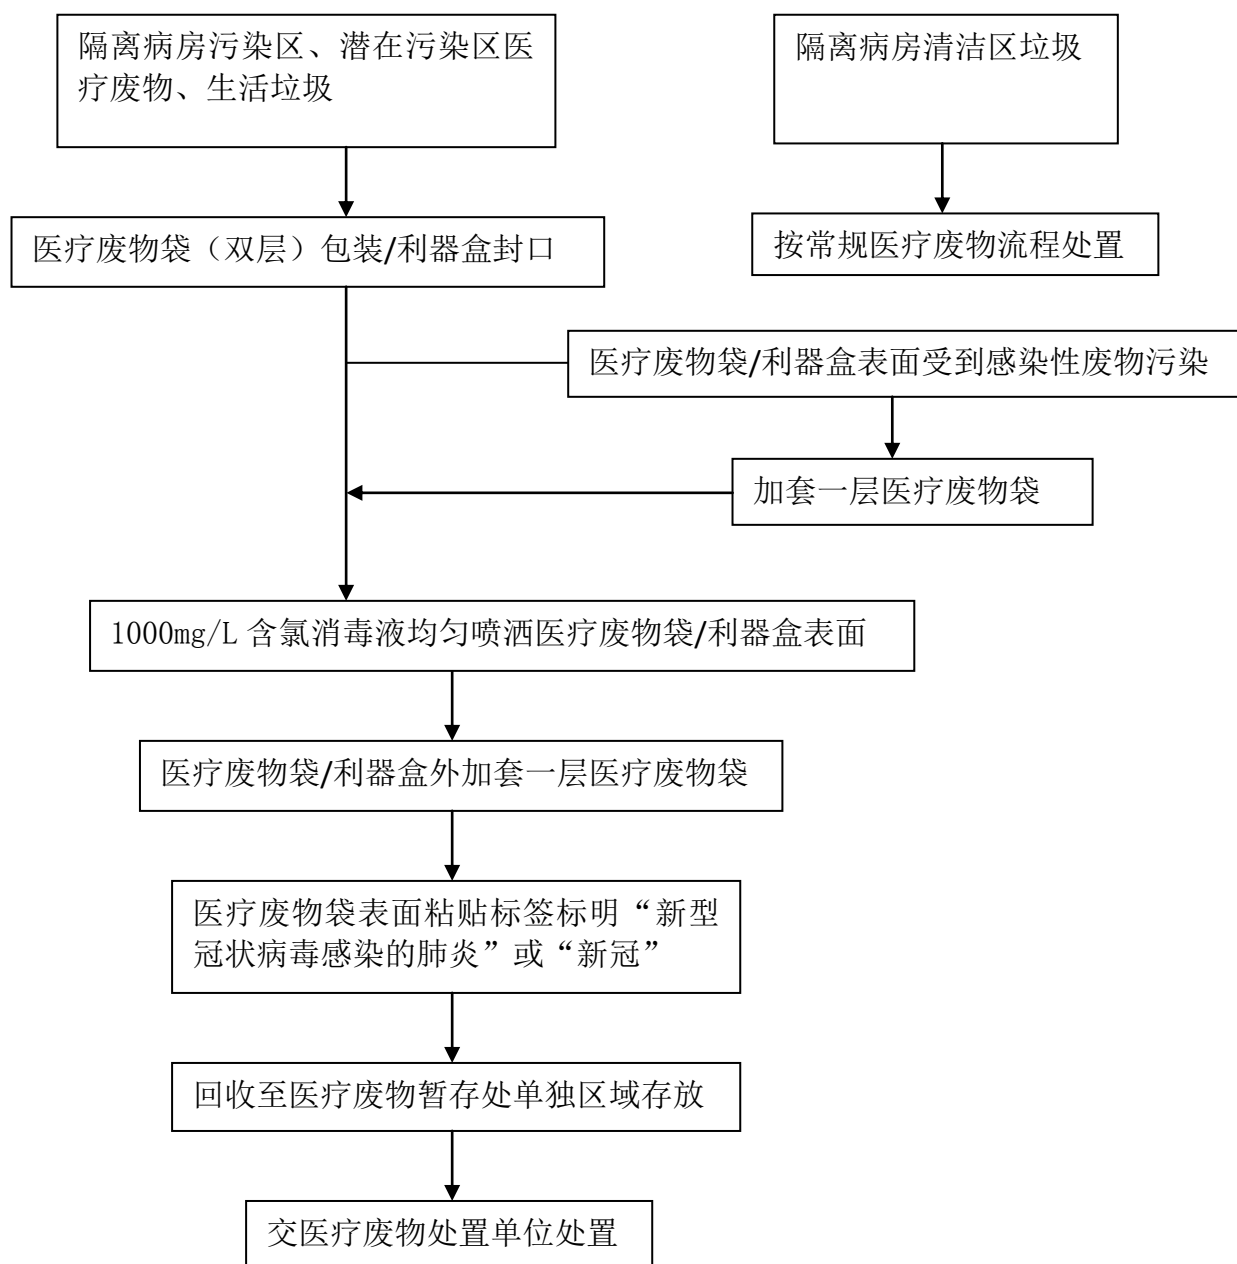 隔离病房污染区、潜在污染区医
疗废物、生活垃圾
隔离病房清洁区垃圾
医疗废物袋（双层）包装/利器盒封口
按常规医疗废物流程处置
医疗废物袋/利器盒表面受到感染性废物污染
加套一层医疗废物袋
1000mg/L 含氯消毒液均匀喷洒医疗废物袋/利器盒表面
医疗废物袋/利器盒外加套一层医疗废物袋
医疗废物袋表面粘贴标签标明“新型
冠状病毒感染的肺炎”或“新冠”
回收至医疗废物暂存处单独区域存放
交医疗废物处置单位处置